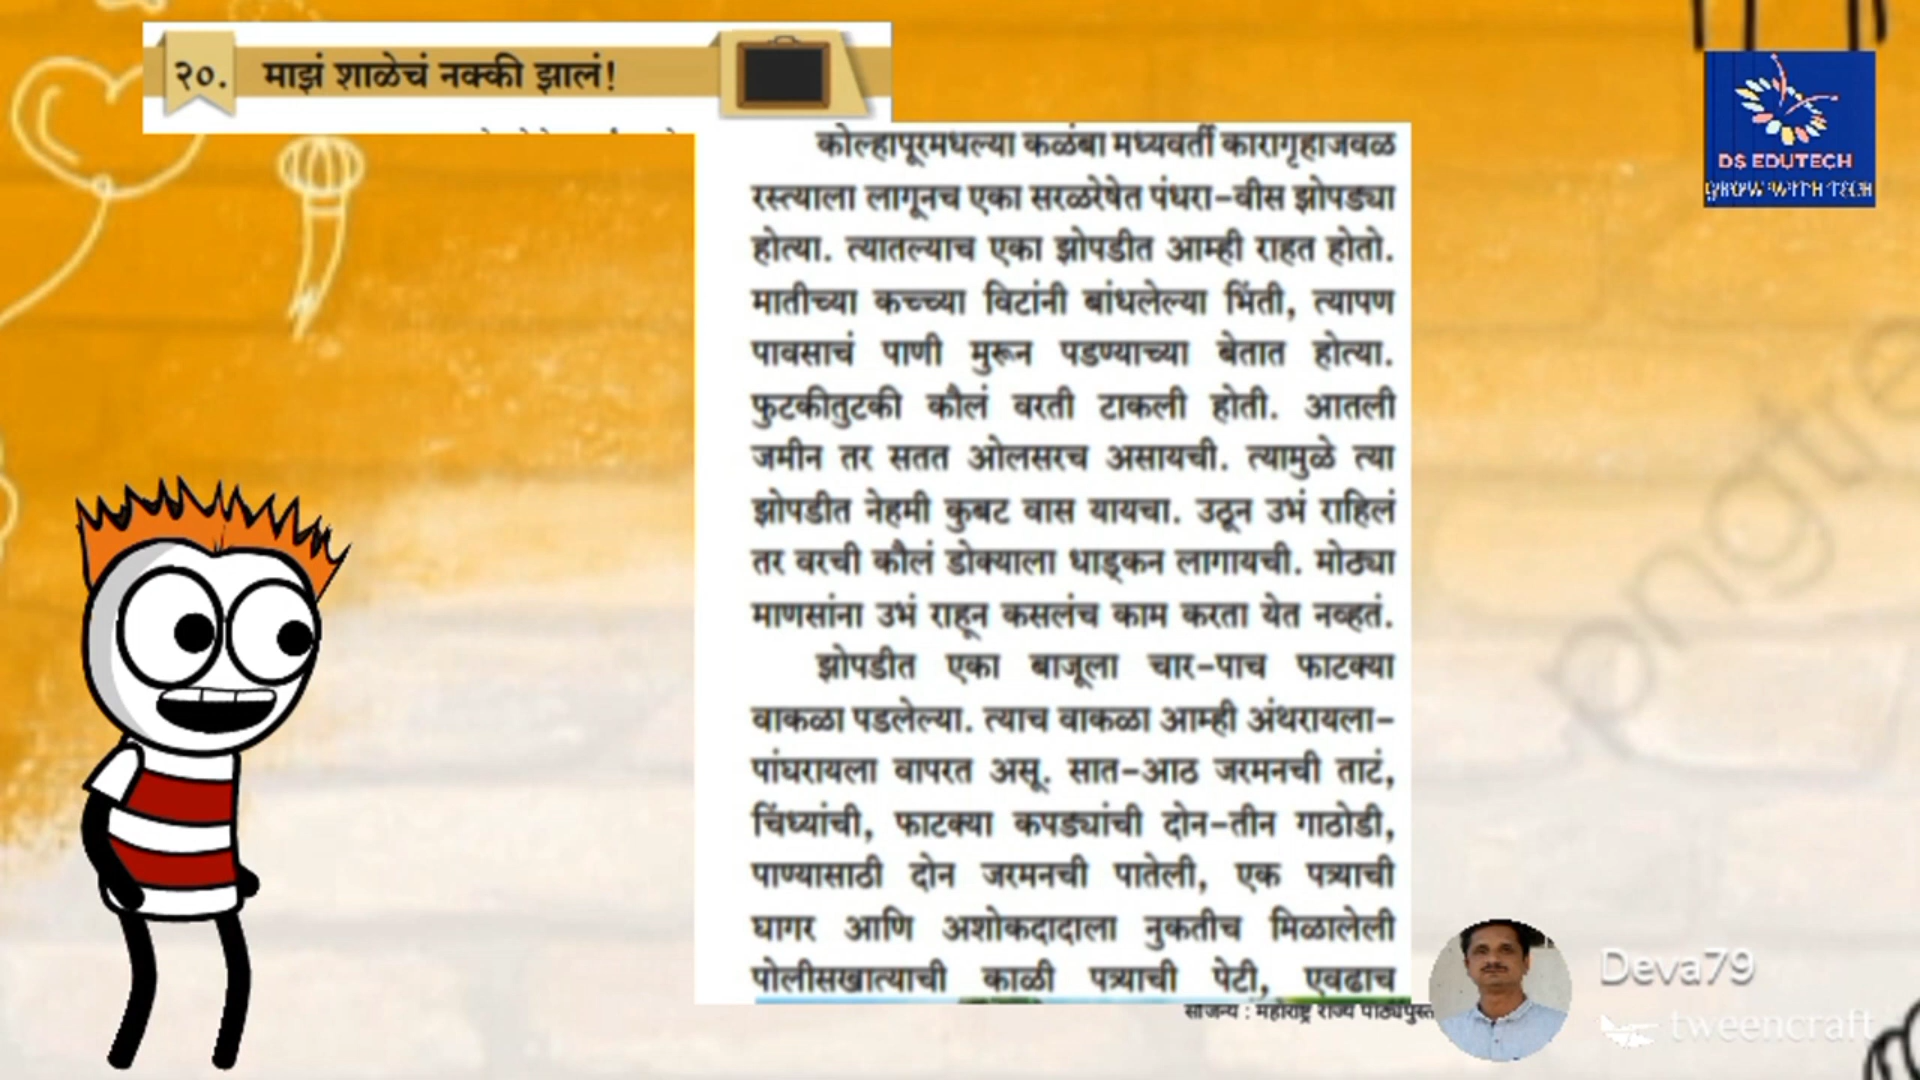 २०. माझं शाळेचं नक्की झालं!
कोल्हापूरमधल्या कळंबा मध्यवर्ती कारागृहाजवळ
रस्त्याला लागूनच एका सरळरेषेत पंधरा-वीस झोपड्या
होत्या. त्यातल्याच एका झोपडीत आम्ही राहत होतो.
मातीच्या कच्च्या विटांनी बांधलेल्या भिंती, त्यापण
पावसाचं पाणी मुरून पडण्याच्या बेतात होत्या.
फुटकीतुटकी कौलं वरती टाकली होती. आतली
जमीन तर सतत ओलसरच असायची. त्यामुळे त्या
झोपडीत नेहमी कुबट वास यायचा. उठून उभं राहिलं
तर वरची कौलं डोक्याला धाड्कन लागायची. मोठ्या
माणसांना उभं राहून कसलंच काम करता येत नव्हतं.
झोपडीत एका बाजूला चार-पाच फाटक्या
वाकळा पडलेल्या. त्याच वाकळा आम्ही अंथरायला-
पांघरायला वापरत असू. सात-आठ जरमनची ताटं,
चिंध्यांची, फाटक्या कपड्यांची दोन-तीन गाठोडी,
पाण्यासाठी दोन जरमनची पातेली, एक पत्र्याची
घागर आणि अशोकदादाला नुकतीच मिळालेली
पोलीसखात्याची काळी पत्र्याची पेटी, एवढाच
सौजन्य : महाराष्ट्र राज्य पाठ्यपुस्त
DS EDUTECH
GROW WITH TECH
Deva79
tweencraft